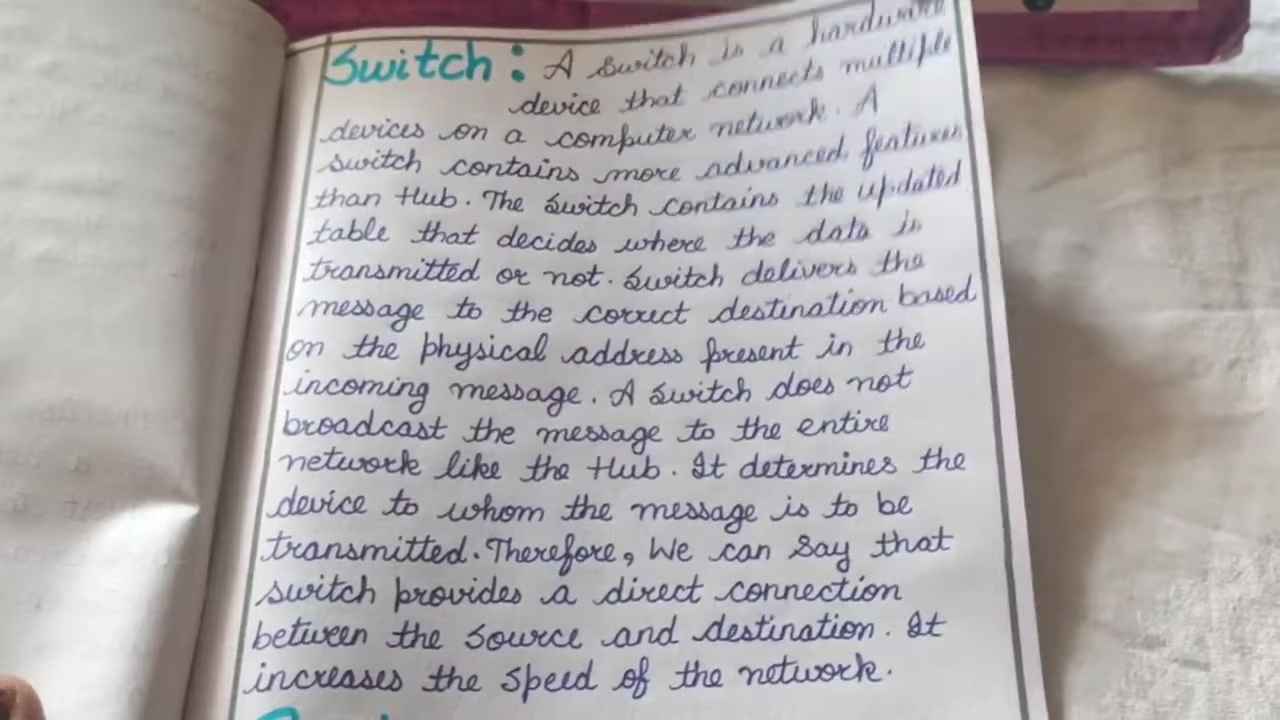 Switch: A switch is a hardware
device that connects multiple
devices on a computer network. A
switch contains more advanced features
than Hub. The switch contains the updated
table that decides where the data is
transmitted or not. switch delivers the
message to the correct destination based
on the physical address present in the
incoming message. A switch does not
broadcast the message to the entire
network like the Hub. It determines the
device to whom the message is to be
transmitted. Therefore, We can say that
switch provides a direct connection
between the source and destination. It
increases the speed of the network.